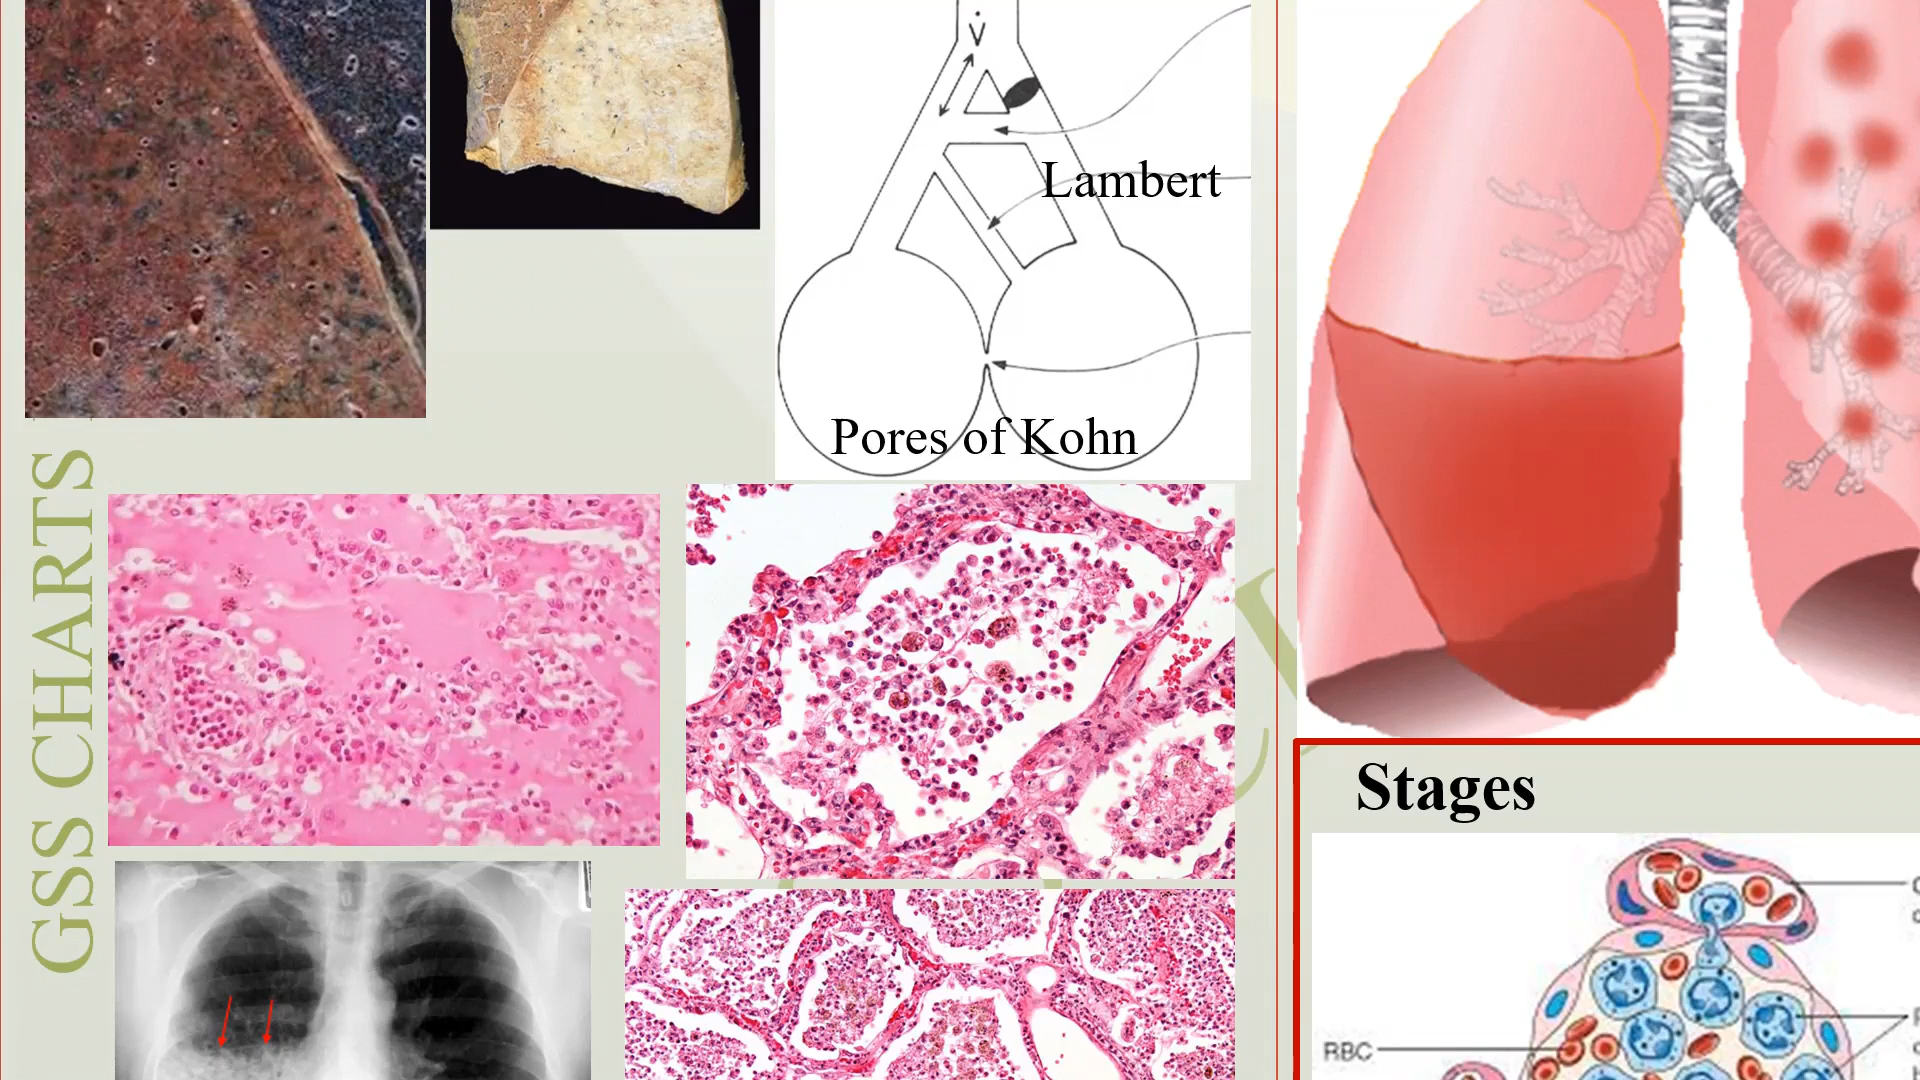 GSS CHARTS
V
Lambert
Pores of Kohn
Stages
RBC